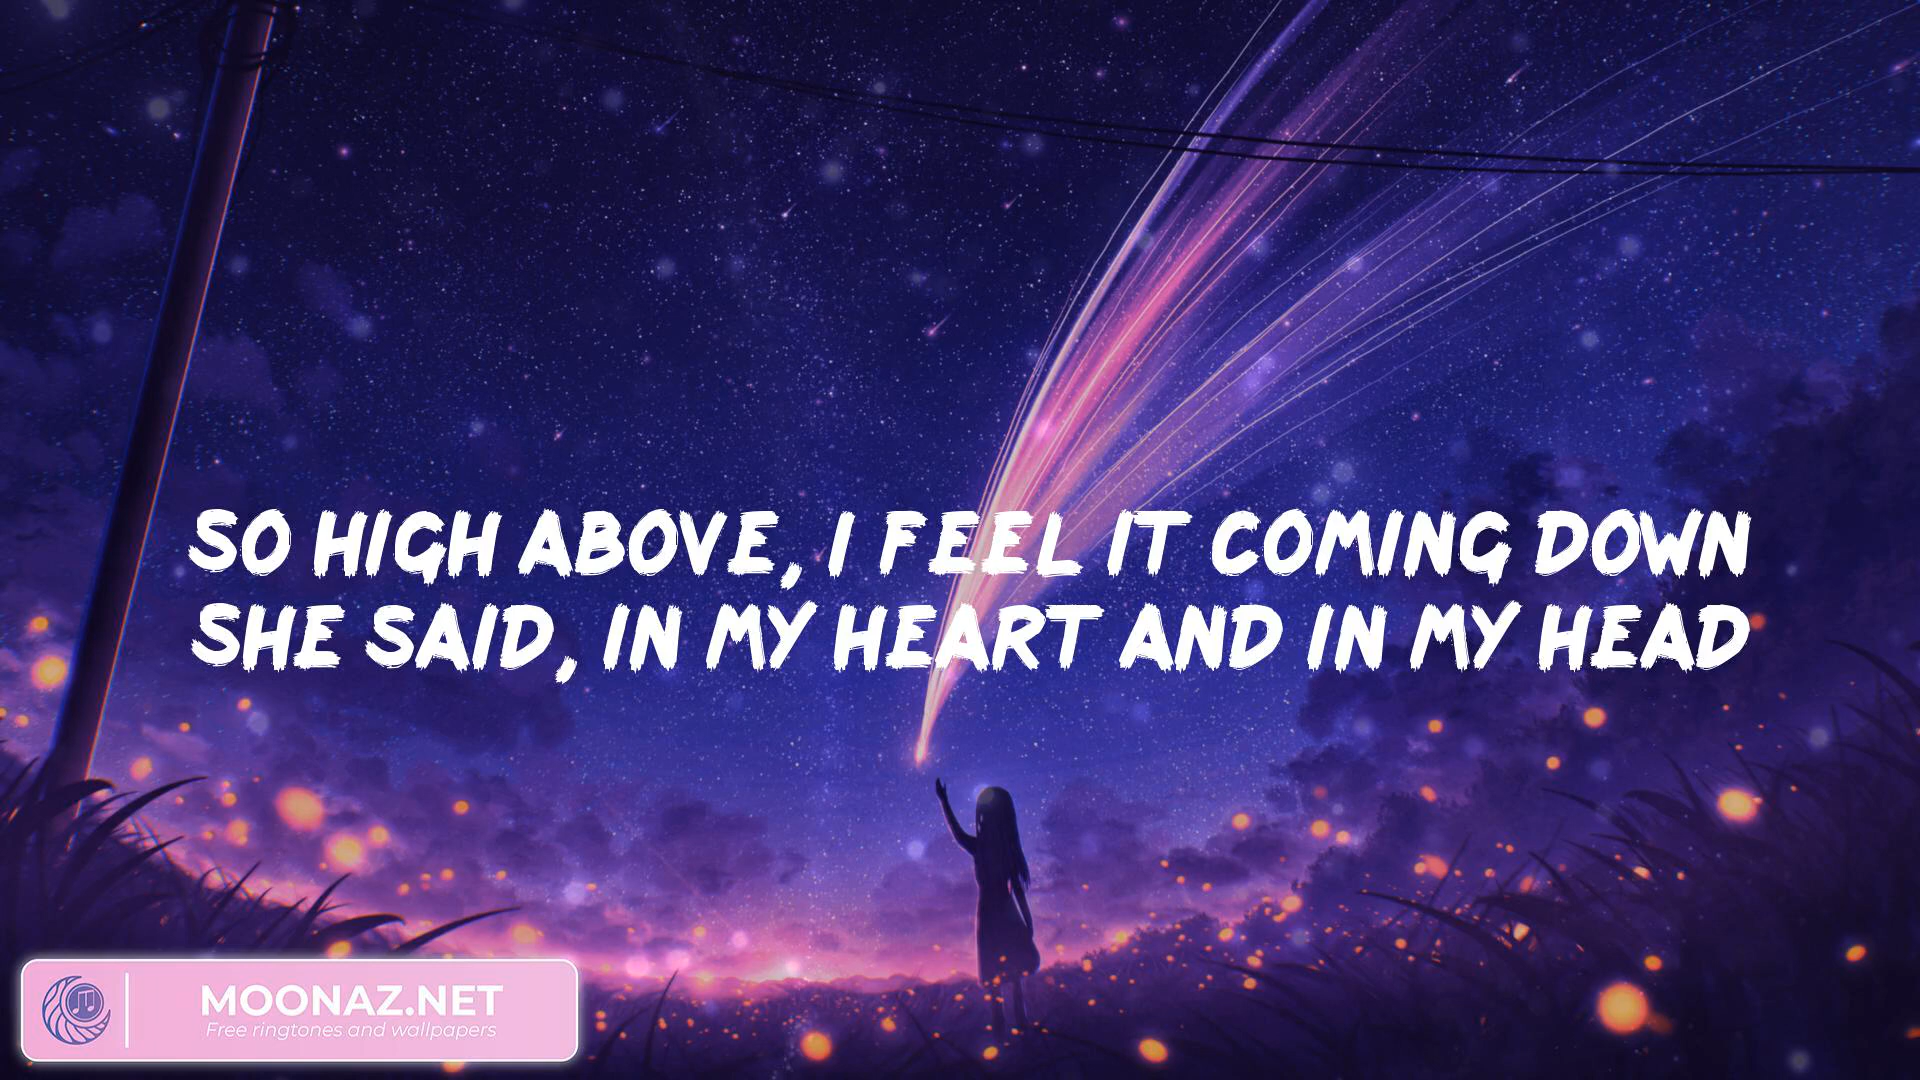 SO HIGH ABOVE, I FEEL IT COMING DOWN
SHE SAID, IN MY HEART AND IN MY HEAD
MOONAZ.NET
Free ringtones and wallpapers